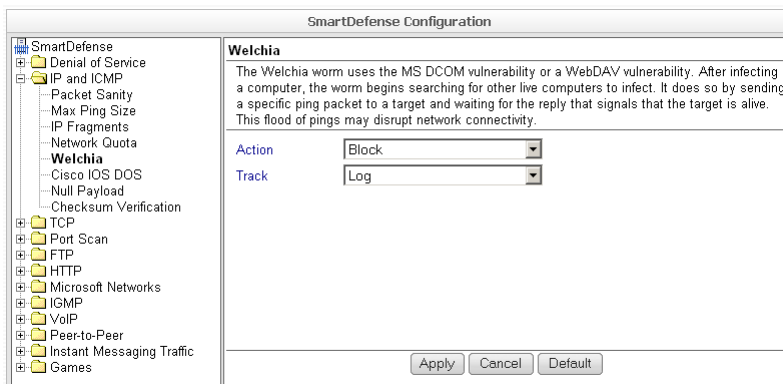 SmartDefense Configuration
SmartDefense
Denial of Service
IP and ICMP
Packet Sanity
Max Ping Size
IP Fragments
Network Quota
Welchia
Cisco IOS DOS
Null Payload
Checksum Verification
TCP
Port Scan
FTP
HTTP
Microsoft Networks
IGMP
VoIP
Peer-to-Peer
Instant Messaging Traffic
Games
Welchia
The Welchia worm uses the MS DCOM vulnerability or a WebDAV vulnerability. After infecting
a computer, the worm begins searching for other live computers to infect. It does so by sending
a specific ping packet to a target and waiting for the reply that signals that the target is alive.
This flood of pings may disrupt network connectivity.
Action Block
Track Log
Apply Cancel Default